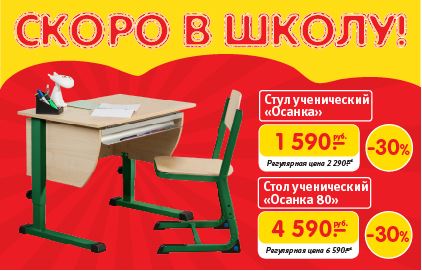 СКОРО В ШКОЛУ!
Стул ученический
«Осанка»
1 590.- руб.
-30%
Регулярная цена 2 290.-*
Стол ученический
«Осанка 80»
4 590.- руб.
-30%
Регулярная цена 6 590.-*